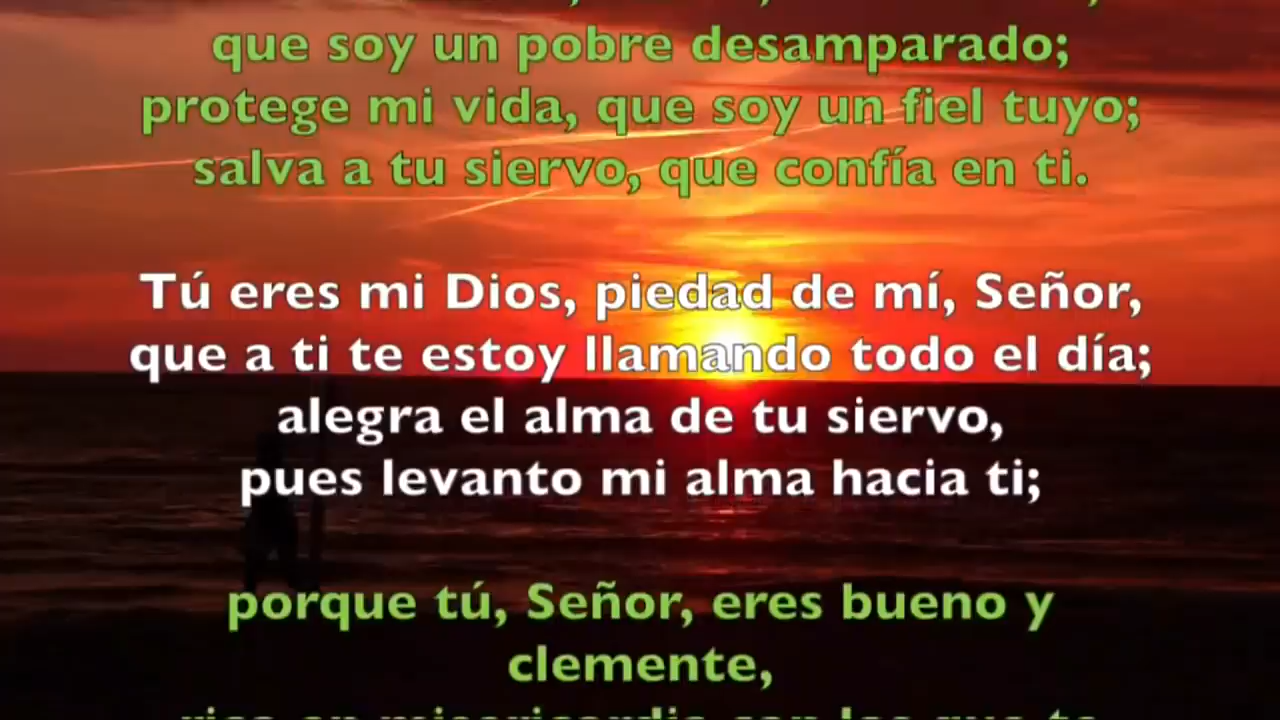 que soy un pobre desamparado;
protege mi vida, que soy un fiel tuyo;
salva a tu siervo, que confía en ti.
Tú eres mi Dios, piedad de mí, Señor,
que a ti te estoy llamando todo el día;
alegra el alma de tu siervo,
pues levanto mi alma hacia ti;
porque tú, Señor, eres bueno y
clemente,